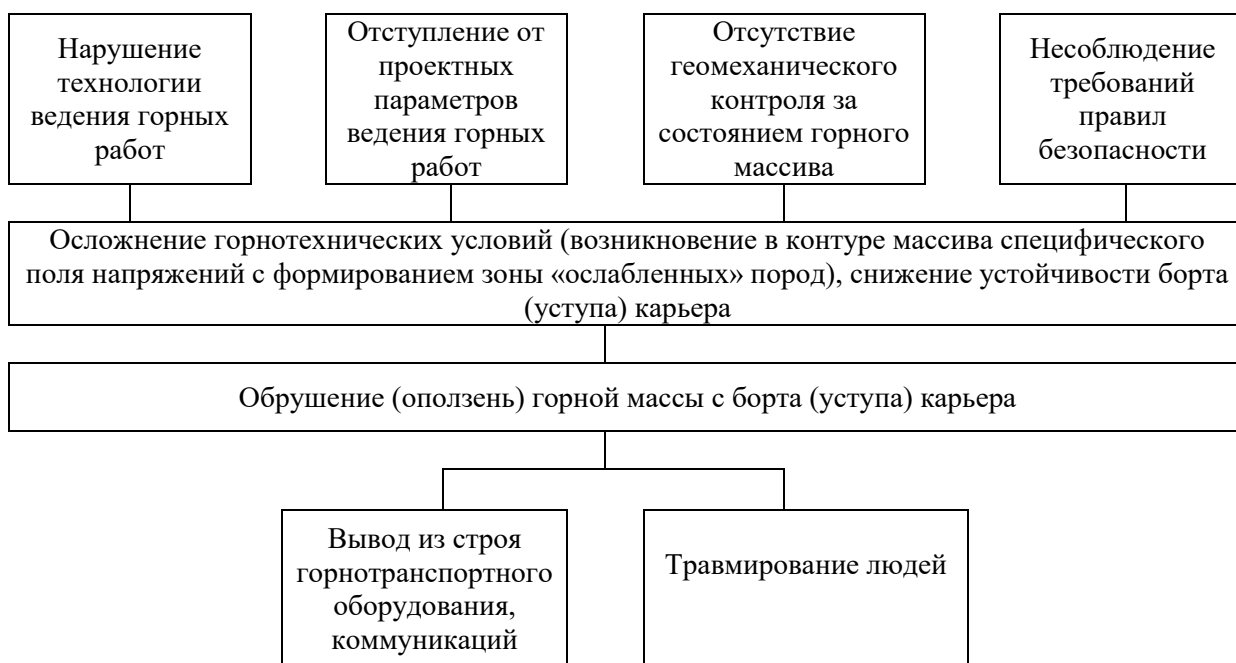 Нарушение
технологии
ведения горных
работ
Отступление от
проектных
параметров
ведения горных
работ
Отсутствие
геомеханического
контроля за
состоянием горного
массива
Несоблюдение
требований
правил
безопасности
Осложнение горнотехнических условий (возникновение в контуре массива специфического
поля напряжений с формированием зоны «ослабленных» пород), снижение устойчивости борта
(уступа) карьера
Обрушение (оползень) горной массы с борта (уступа) карьера
Вывод из строя
горнотранспортного
оборудования,
коммуникаций
Травмирование людей